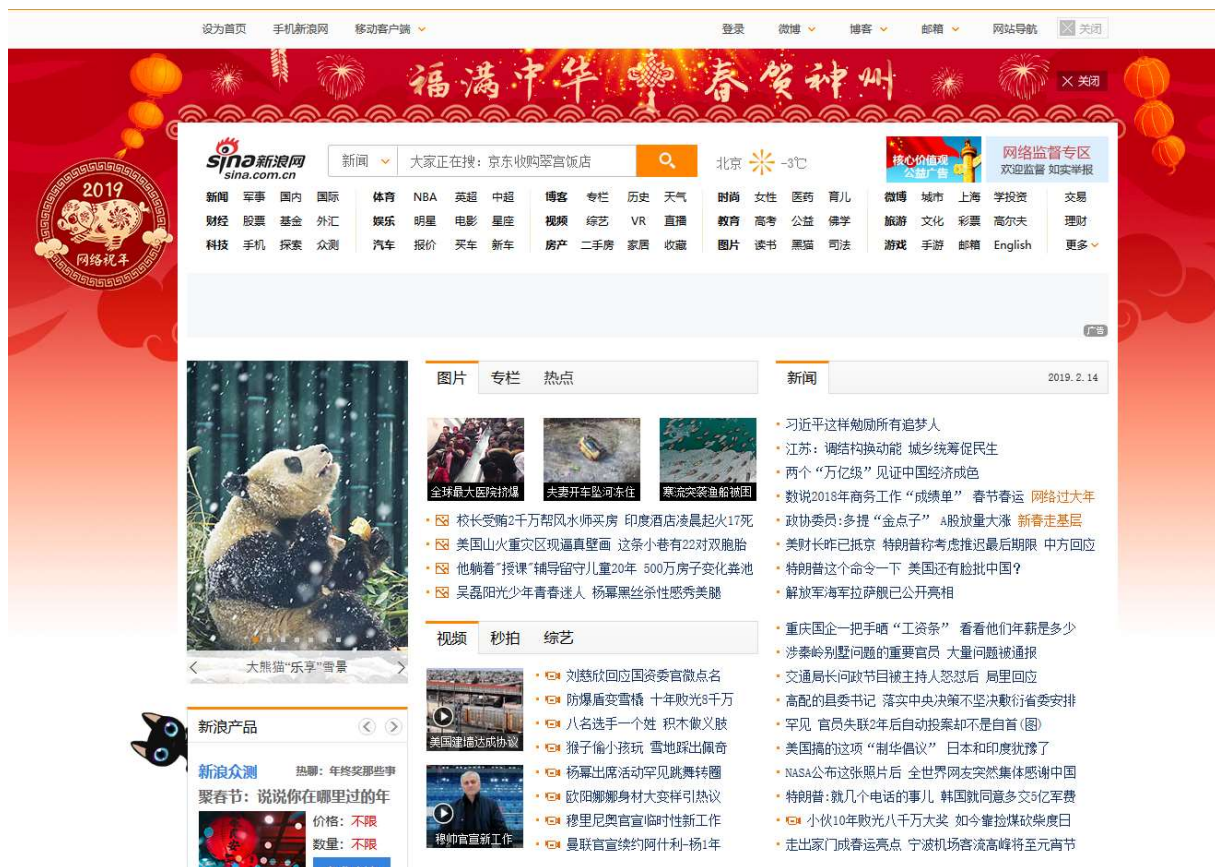 设为首页 手机新浪网 移动客户端 登录 微博 博客 邮箱 网站导航 关闭
福满中华 春贺神州
关闭
2019
网络祝年
sina新浪网
sina.com.cn
新闻 大家正在搜：京东收购翠宫饭店
北京 -3℃
核心价值观
公益广告
网络监督专区
欢迎监督 如实举报
新闻 军事 国内 国际 体育 NBA 英超 中超 博客 专栏 历史 天气 时尚 女性 医药 育儿 微博 城市 上海 学投资 交易
财经 股票 基金 外汇 娱乐 明星 电影 星座 视频 综艺 VR 直播 教育 高考 公益 佛学 旅游 文化 彩票 高尔夫 理财
科技 手机 探索 众测 汽车 报价 买车 新车 房产 二手房 家居 收藏 图片 读书 黑猫 司法 游戏 手游 邮箱 English 更多
广告
大熊猫“乐享”雪景
新浪产品
新浪众测 热聊：年终奖那些事
聚春节：说说你在哪里过的年
价格：不限
数量：不限
图片 专栏 热点
全球最大医院挤爆 夫妻开车坠河冻住 寒流突袭渔船被困
校长受贿2千万帮风水师买房 印度酒店凌晨起火17死
美国山火重灾区现逼真壁画 这条小巷有22对双胞胎
他躺着"授课"辅导留守儿童20年 500万房子变化粪池
吴磊阳光少年青春迷人 杨幂黑丝杀性感秀美腿
视频 秒拍 综艺
美国建墙达成协议
穆帅官宣新工作
刘慈欣回应国资委官微点名
防爆盾变雪橇 十年败光8千万
八名选手一个姓 积木做义肢
猴子偷小孩玩 雪地踩出佩奇
杨幂出席活动罕见跳舞转圈
欧阳娜娜身材大变样引热议
穆里尼奥官宣临时性新工作
曼联官宣续约阿什利-杨1年
新闻 2019.2.14
习近平这样勉励所有追梦人
江苏：调结构换动能 城乡统筹促民生
两个“万亿级”见证中国经济成色
数说2018年商务工作“成绩单” 春节春运 网络过大年
政协委员:多提“金点子” A股放量大涨 新春走基层
美财长昨已抵京 特朗普称考虑推迟最后期限 中方回应
特朗普这个命令一下 美国还有脸批中国？
解放军海军拉萨舰已公开亮相
重庆国企一把手晒“工资条” 看看他们年薪是多少
涉秦岭别墅问题的重要官员 大量问题被通报
交通局长问政节目被主持人怒怼后 局里回应
高配的县委书记 落实中央决策不坚决敷衍省委安排
罕见 官员失联2年后自动投案却不是自首(图)
美国搞的这项“制华倡议” 日本和印度犹豫了
NASA公布这张照片后 全世界网友突然集体感谢中国
特朗普:就几个电话的事儿 韩国就同意多交5亿军费
小伙10年败光八千万大奖 如今靠捡煤砍柴度日
走出家门成春运亮点 宁波机场客流高峰将至元宵节